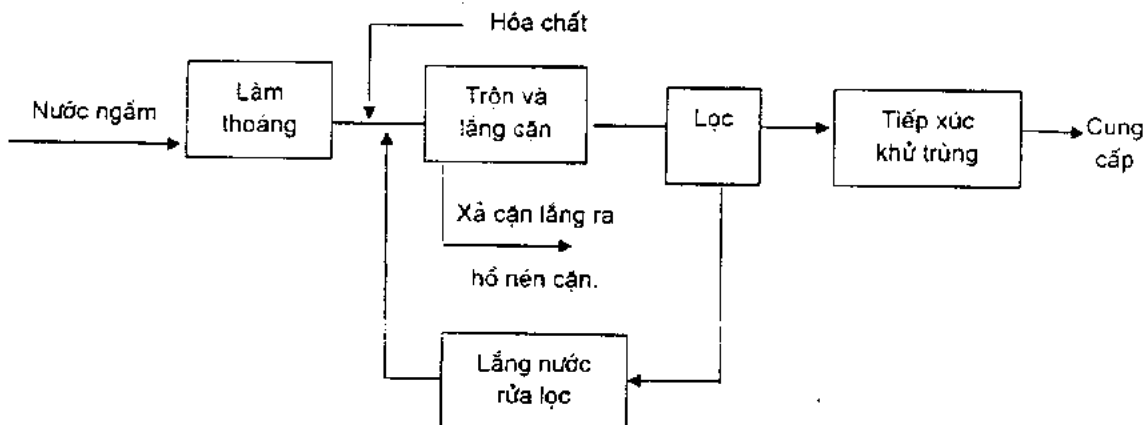 Hóa chất
Nước ngầm
Làm
thoáng
Trộn và
lắng cặn
Lọc
Tiếp xúc
khử trùng
Cung
cấp
Xả cặn lắng ra
hồ nén cặn.
Lắng nước
rửa lọc